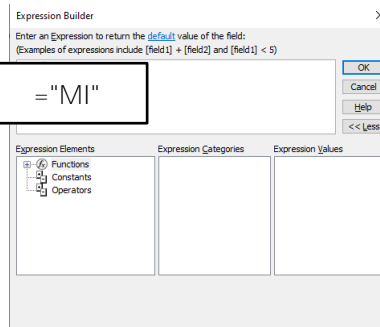 Expression Builder
Enter an Expression to return the default value of the field:
(Examples of expressions include [field1] + [field2] and [field1] < 5)
="MI"
OK
Cancel
Help
<< Less
Expression Elements
Expression Categories
Expression Values
Functions
Constants
Operators